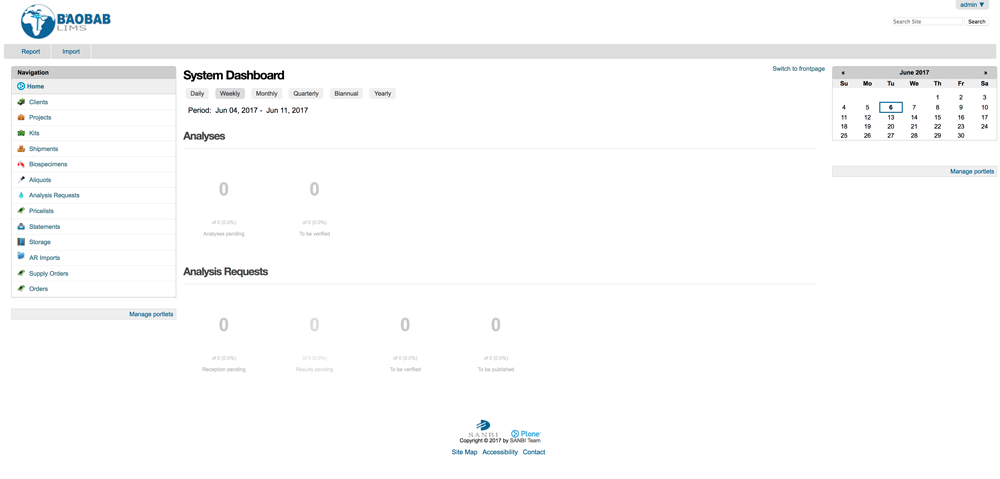 admin ▼
BAOBAB
LIMS
Search Site
Search
Report
Import
Navigation
Home
Clients
Projects
Kits
Shipments
Biospecimens
Aliquots
Analysis Requests
Pricelists
Statements
Storage
AR Imports
Supply Orders
Orders
Manage portlets
System Dashboard
Switch to frontpage
Daily Weekly Monthly Quarterly Biannual Yearly
Period: Jun 04, 2017 - Jun 11, 2017
Analyses
0 0
of 0 (0.0%) of 0 (0.0%)
Analyses pending To be verified
Analysis Requests
0 0 0 0
of 0 (0.0%) of 0 (0.0%) of 0 (0.0%) of 0 (0.0%)
Reception pending Results pending To be verified To be published
« June 2017 »
Su Mo Tu We Th Fr Sa
1 2 3
4 5 6 7 8 9 10
11 12 13 14 15 16 17
18 19 20 21 22 23 24
25 26 27 28 29 30
Manage portlets
SANBI Plone
Copyright © 2017 by SANBI Team
Site Map Accessibility Contact